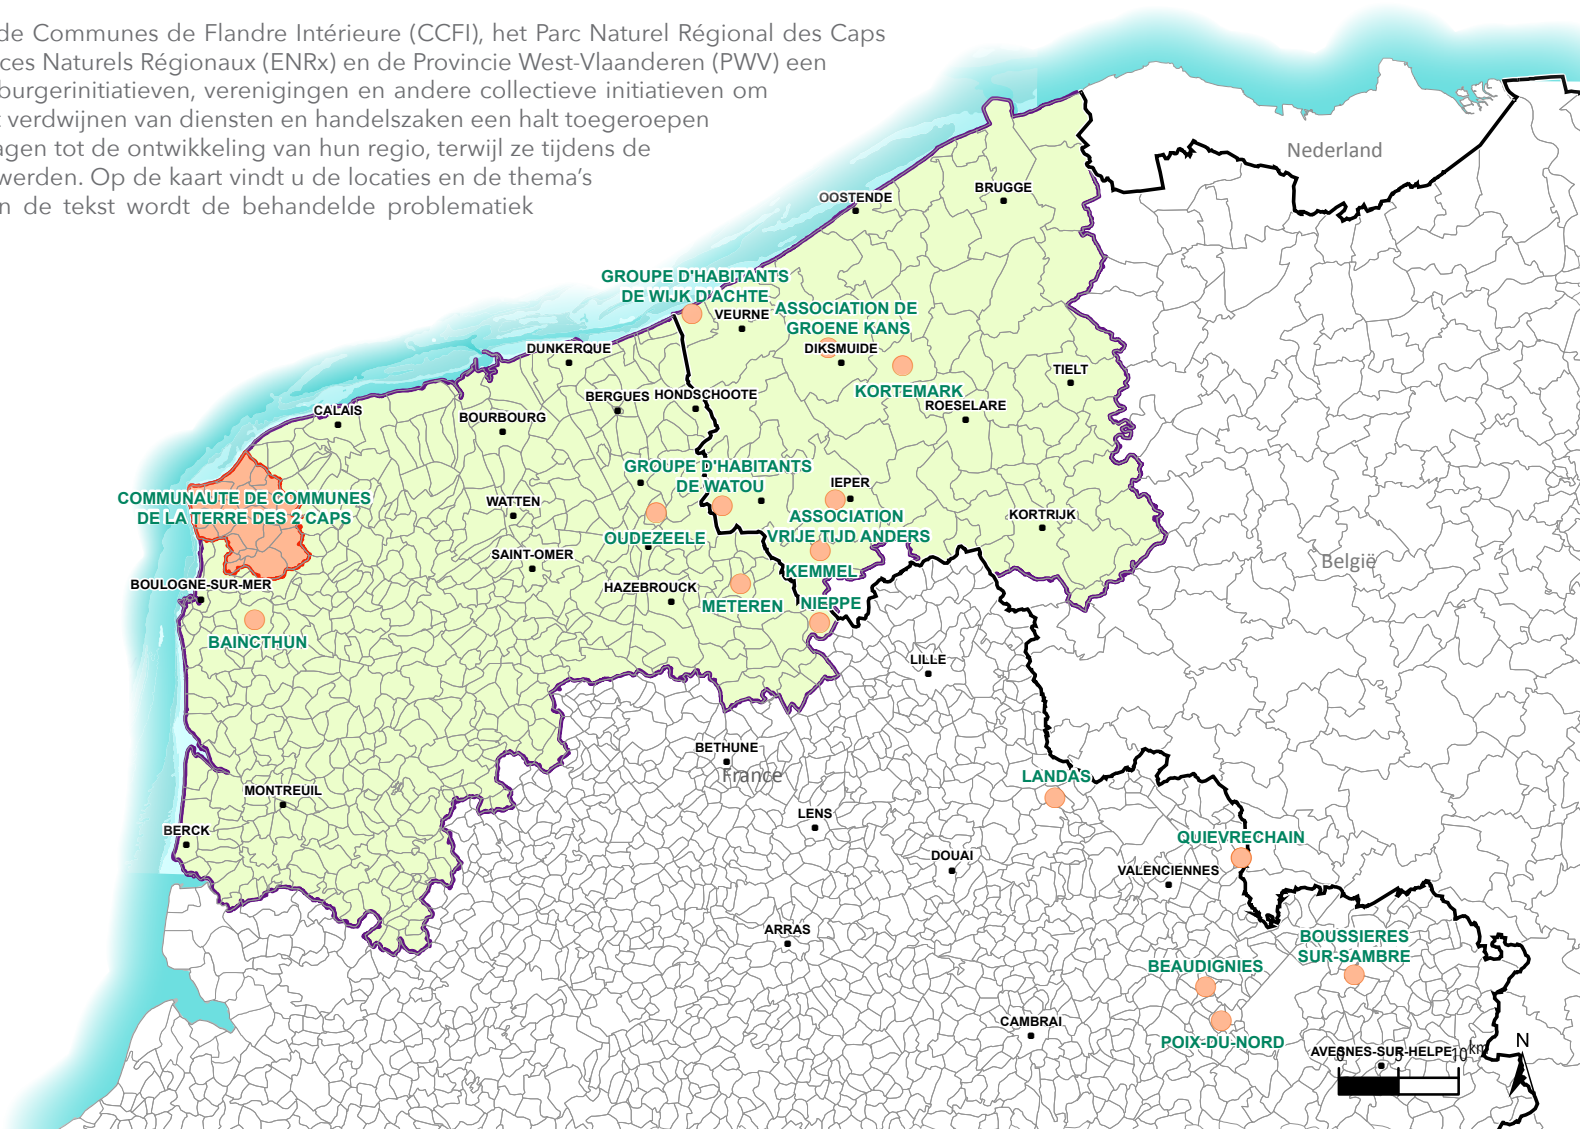 de Communes de Flandre Intérieure (CCFI), het Parc Naturel Régional des Caps
ces Naturels Régionaux (ENRx) en de Provincie West-Vlaanderen (PWV) een
burgerinitiatieven, verenigingen en andere collectieve initiatieven om
t verdwijnen van diensten en handelszaken een halt toegeroepen
agen tot de ontwikkeling van hun regio, terwijl ze tijdens de
werden. Op de kaart vindt u de locaties en de thema's
n de tekst wordt de behandelde problematiek
Nederland
BRUGGE
OOSTENDE
GROUPE D'HABITANTS
DE WIJK D'ACHTE
VEURNE
ASSOCIATION DE
GROENE KANS
DIKSMUIDE
DUNKERQUE
TIELT
KORTEMARK
ROESELARE
BERGUES
HONDSCHOOTE
CALAIS
BOURBOURG
GROUPE D'HABITANTS
DE WATOU
IEPER
COMMUNAUTE DE COMMUNES
DE LA TERRE DES 2 CAPS
WATTEN
ASSOCIATION
VRIJE TIJD ANDERS
KORTRIJK
OUDEZEELE
SAINT-OMER
België
KEMMEL
BOULOGNE-SUR-MER
HAZEBROUCK
METEREN
NIEPPE
BAINCTHUN
LILLE
BETHUNE
France
LANDAS
MONTREUIL
LENS
BERCK
QUIEVRECHAIN
DOUAI
VALENCIENNES
ARRAS
BOUSSIERES
SUR-SAMBRE
BEAUDIGNIES
CAMBRAI
POIX-DU-NORD
N
AVESNES-SUR-HELPE
0 5 10 km